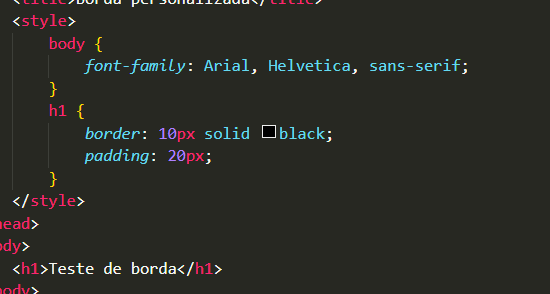 <title>borda personalizada</title>
<style>
body {
font-family: Arial, Helvetica, sans-serif;
}
h1 {
border: 10px solid black;
padding: 20px;
}
</style>
head>
ody>
<h1>Teste de borda</h1>
body>